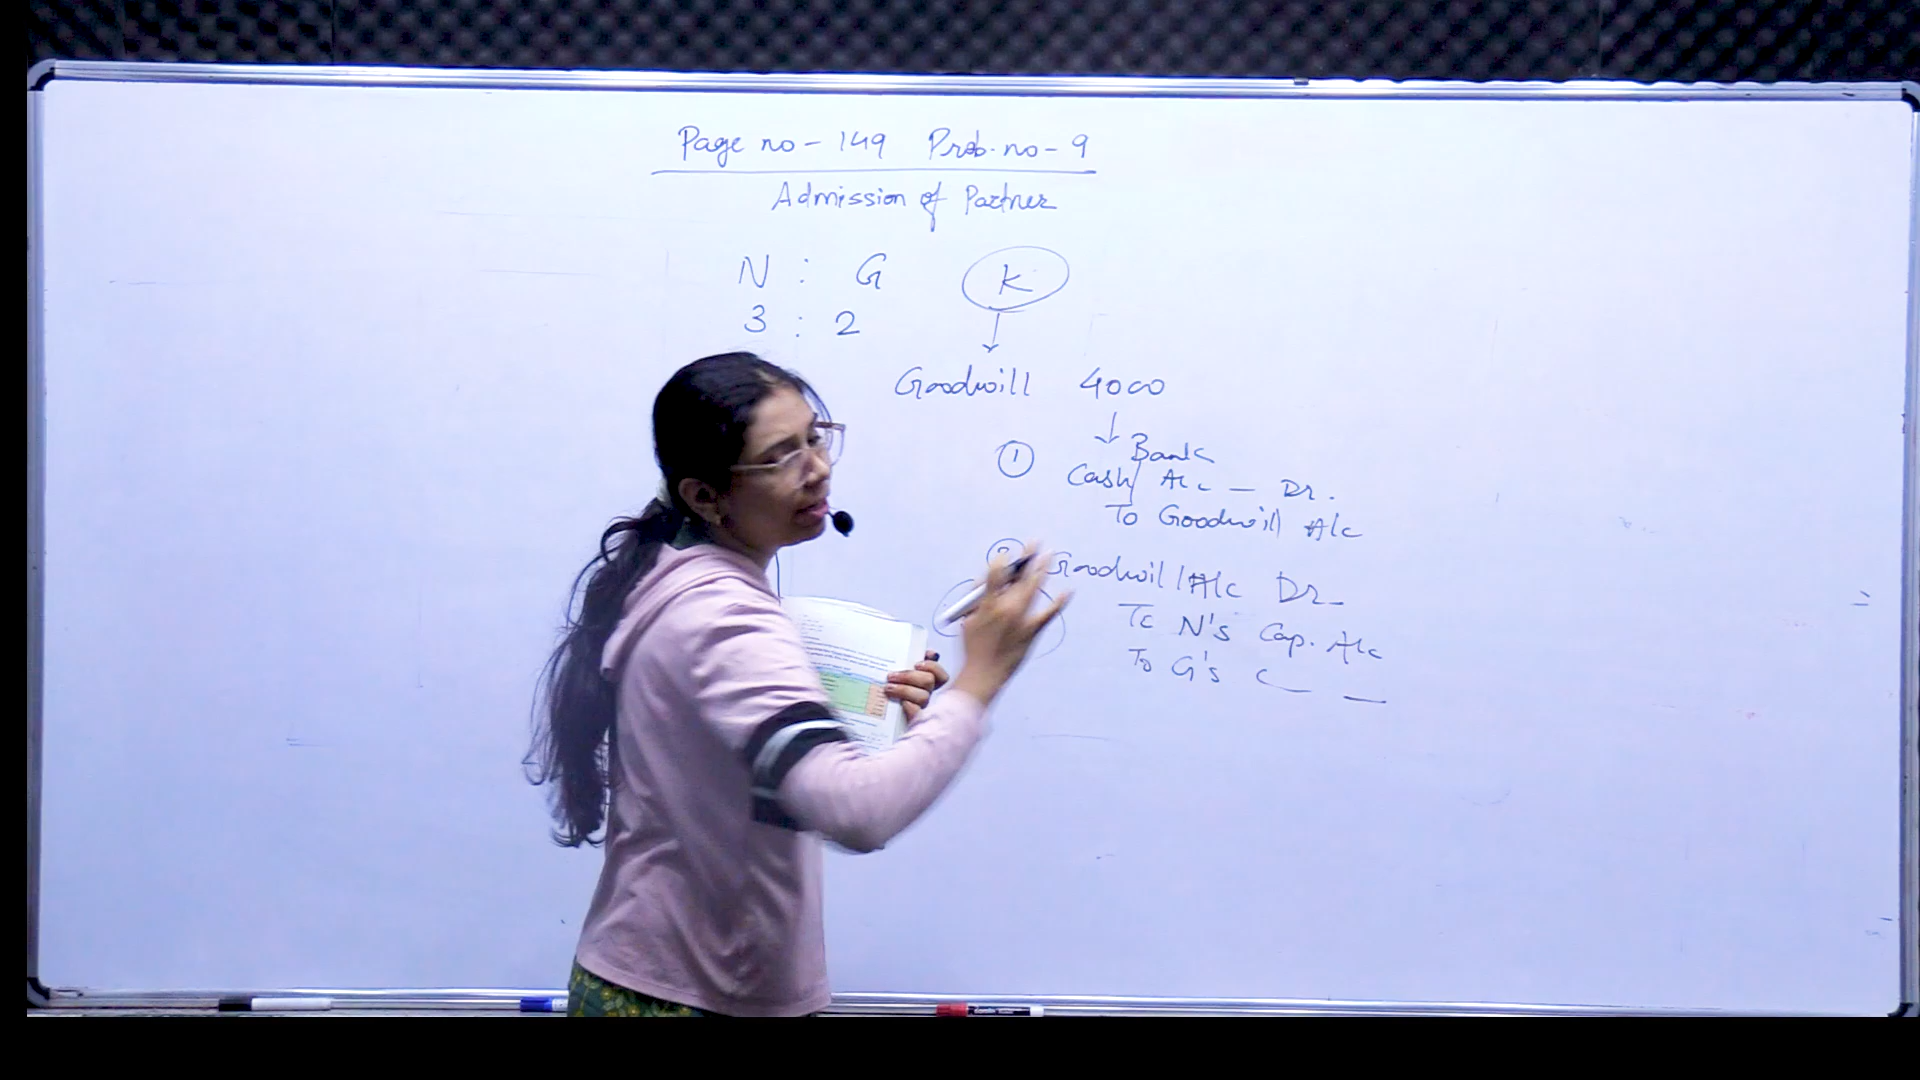 Page no - 149 Prob. no - 9
Admission of Partner
N : G K
3 : 2
Goodwill 4000
① Bank
Cash/ A/c — Dr.
To Goodwill A/c
② Goodwill A/c Dr
To N's Cap. A/c
To G's